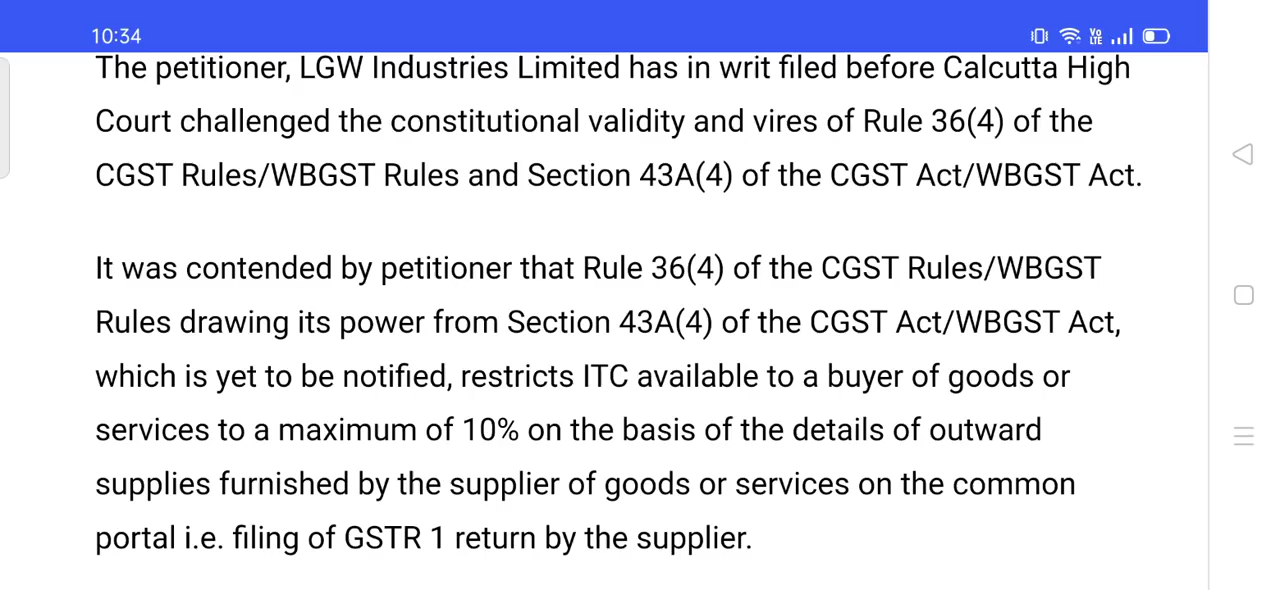 10:34
Vo LTE
The petitioner, LGW Industries Limited has in writ filed before Calcutta High
Court challenged the constitutional validity and vires of Rule 36(4) of the
CGST Rules/WBGST Rules and Section 43A(4) of the CGST Act/WBGST Act.
It was contended by petitioner that Rule 36(4) of the CGST Rules/WBGST
Rules drawing its power from Section 43A(4) of the CGST Act/WBGST Act,
which is yet to be notified, restricts ITC available to a buyer of goods or
services to a maximum of 10% on the basis of the details of outward
supplies furnished by the supplier of goods or services on the common
portal i.e. filing of GSTR 1 return by the supplier.